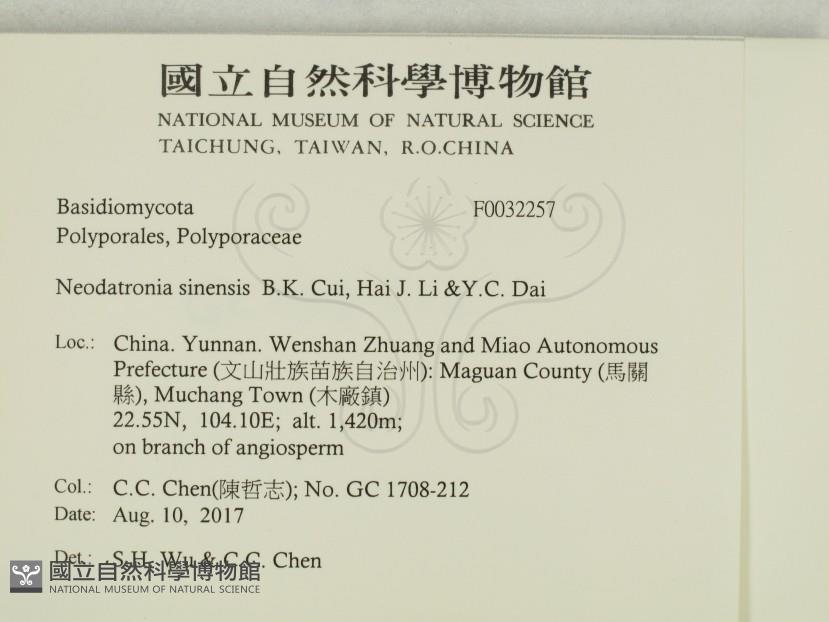 國立自然科學博物館
NATIONAL MUSEUM OF NATURAL SCIENCE
TAICHUNG, TAIWAN, R.O.CHINA
Basidiomycota F0032257
Polyporales, Polyporaceae
Neodatronia sinensis B.K. Cui, Hai J. Li &Y.C. Dai
Loc.: China. Yunnan. Wenshan Zhuang and Miao Autonomous
Prefecture (文山壯族苗族自治州): Maguan County (馬關
縣), Muchang Town (木廠鎮)
22.55N, 104.10E; alt. 1,420m;
on branch of angiosperm
Col.: C.C. Chen(陳哲志); No. GC 1708-212
Date: Aug. 10, 2017
Det.: S.H. Wu & C.C. Chen
國立自然科學博物館
NATIONAL MUSEUM OF NATURAL SCIENCE